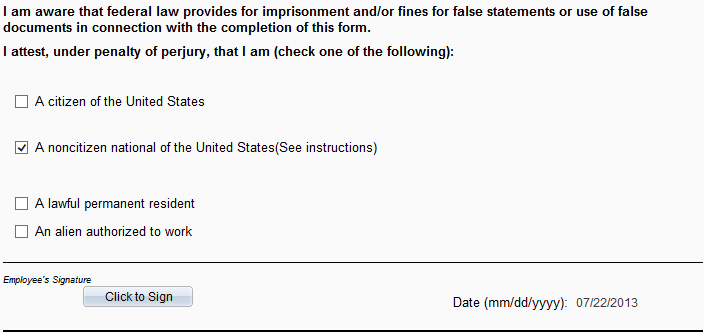 I am aware that federal law provides for imprisonment and/or fines for false statements or use of false
documents in connection with the completion of this form.
I attest, under penalty of perjury, that I am (check one of the following):
A citizen of the United States
A noncitizen national of the United States(See instructions)
A lawful permanent resident
An alien authorized to work
Employee's Signature
Click to Sign
Date (mm/dd/yyyy): 07/22/2013